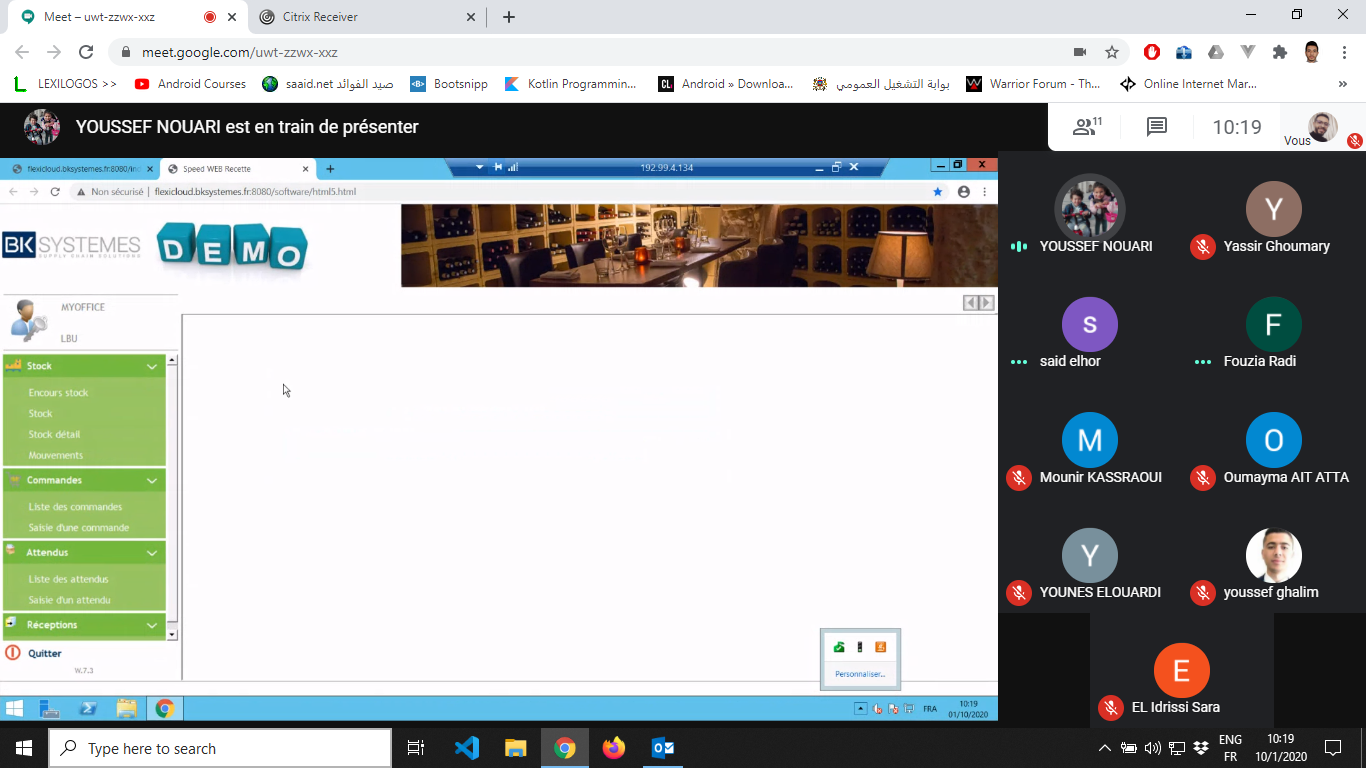 Meet – uwt-zzwx-xxz
Citrix Receiver
meet.google.com/uwt-zzwx-xxz
LEXILOGOS >>
Android Courses
saaid.net صيد الفوائد
Bootsnipp
Kotlin Programmin...
Android » Downloa...
بوابة التشغيل العمومي
Warrior Forum - Th...
Online Internet Mar...
»
YOUSSEF NOUARI est en train de présenter
11
10:19
Vous
flexicloud.bksystemes.fr:8080/in
Speed WEB Recette
192.99.4.134
Non sécurisé | flexicloud.bksystemes.fr:8080/software/html5.html
BK SYSTEMES
SUPPLY CHAIN SOLUTIONS
DEMO
MYOFFICE
LBU
Stock
Encours stock
Stock
Stock détail
Mouvements
Commandes
Liste des commandes
Saisie d'une commande
Attendus
Liste des attendus
Saisie d'un attendu
Réceptions
Quitter
W.7.3
Personnaliser...
FRA
10:19
01/10/2020
YOUSSEF NOUARI
Y
Yassir Ghoumary
s
said elhor
F
Fouzia Radi
M
Mounir KASSRAOUI
O
Oumayma AIT ATTA
Y
YOUNES ELOUARDI
youssef ghalim
E
EL Idrissi Sara
Type here to search
ENG
FR
10:19
10/1/2020